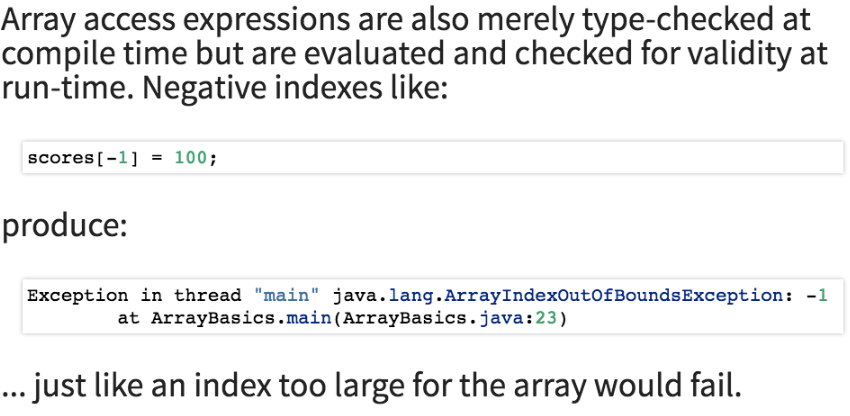 Array access expressions are also merely type-checked at
compile time but are evaluated and checked for validity at
run-time. Negative indexes like:
scores[-1] = 100;
produce:
Exception in thread "main" java.lang.ArrayIndexOutOfBoundsException: -1
at ArrayBasics.main(ArrayBasics.java:23)
... just like an index too large for the array would fail.